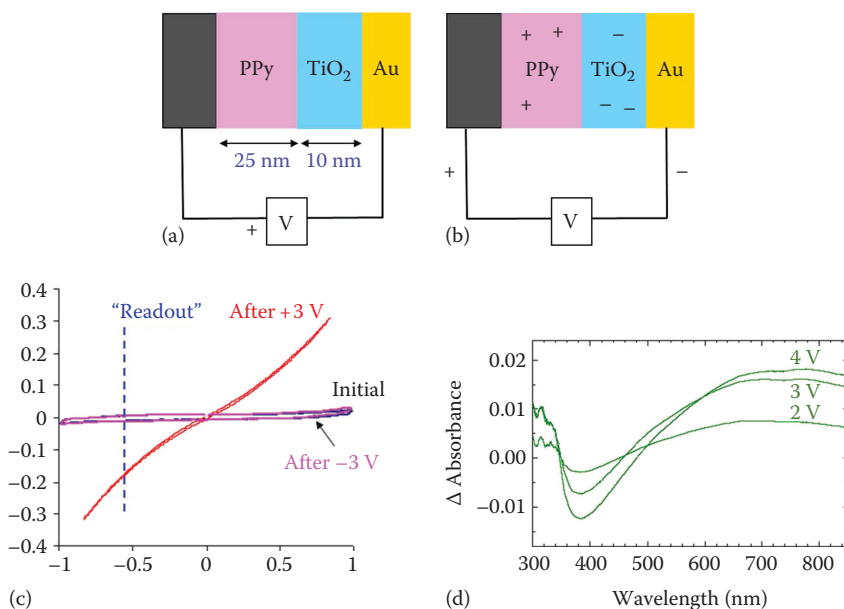 PPy TiO2 Au
25 nm 10 nm
+ V
(a)
+ + −
PPy TiO2 Au
+ − −
+ −
V
(b)
0.4
0.3
0.2
0.1
0
−0.1
−0.2
−0.3
−0.4
"Readout"
After +3 V
Initial
After −3 V
−1 −0.5 0 0.5 1
(c)
Δ Absorbance
0.02
0.01
0.00
−0.01
4 V
3 V
2 V
300 400 500 600 700 800
Wavelength (nm)
(d)